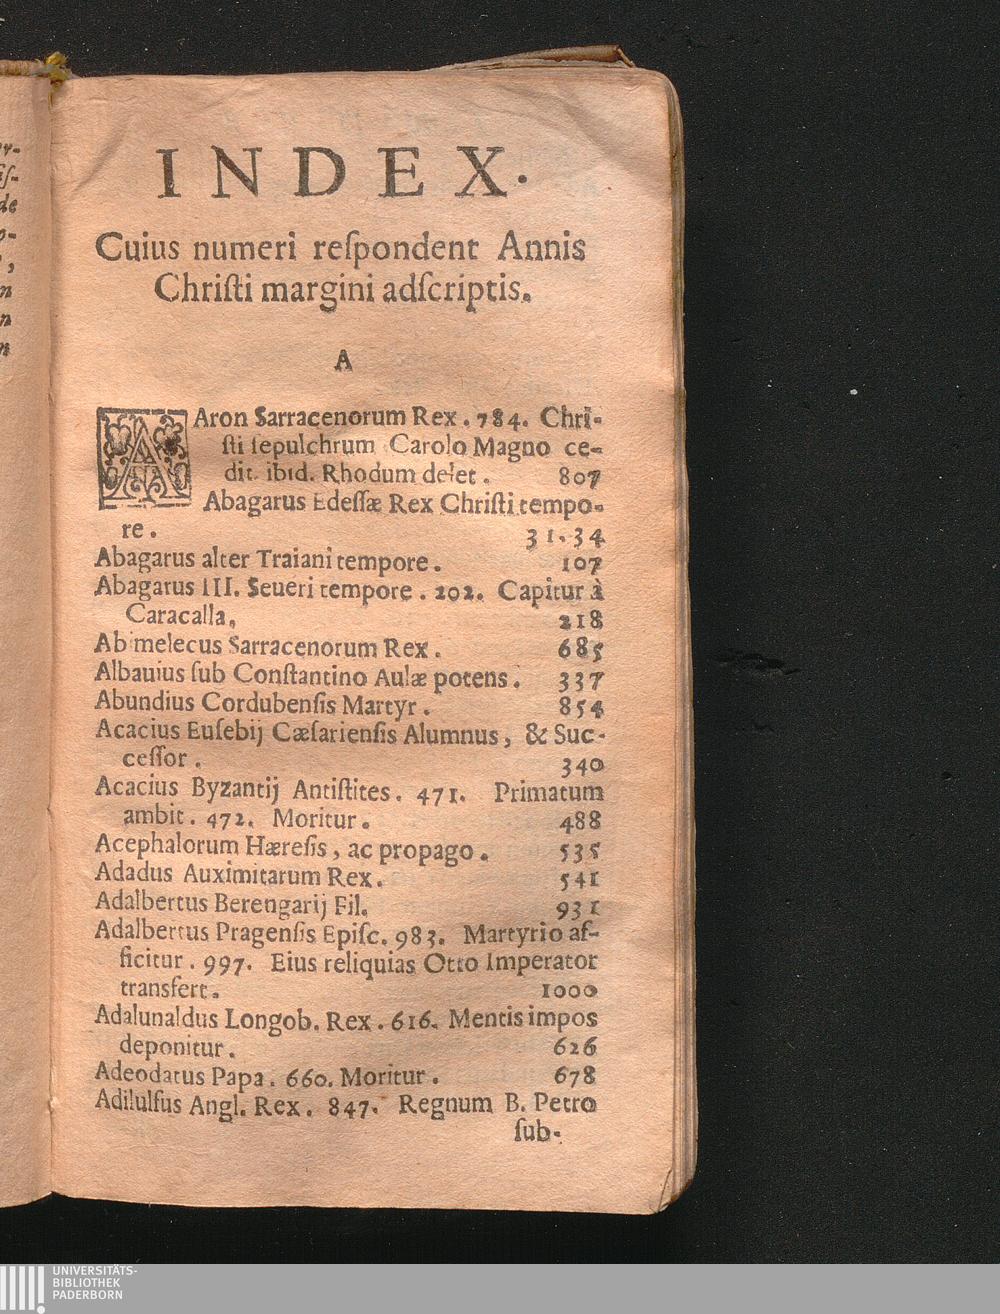 INDEX.
Cuius numeri reſpondent Annis
Chriſti margini adſcriptis.
A
AAron Sarracenorum Rex. 784. Chri-
ſti ſepulchrum Carolo Magno ce-
dit. ibid. Rhodum delet. 807
Abagarus Edeſſæ Rex Chriſti tempo-
re. 31. 34
Abagarus alter Traiani tempore. 107
Abagarus III. Seueri tempore. 202. Capitur à
Caracalla, 218
Abimelecus Sarracenorum Rex. 685
Albauius ſub Conſtantino Aulæ potens. 337
Abundius Cordubenſis Martyr. 854
Acacius Euſebij Cæſarienſis Alumnus, & Suc-
ceſſor. 340
Acacius Byzantij Antiſtites. 471. Primatum
ambit. 472. Moritur. 488
Acephalorum Hæreſis, ac propago. 535
Adadus Auximitarum Rex. 541
Adalbertus Berengarij Fil. 931
Adalbertus Pragenſis Epiſc. 983. Martyrio af-
ficitur. 997. Eius reliquias Otto Imperator
transfert. 1000
Adalunaldus Longob. Rex. 616. Mentis impos
deponitur. 626
Adeodatus Papa. 660. Moritur. 678
Adilulfus Angl. Rex. 847. Regnum B. Petro
ſub-
UNIVERSITÄTS-
BIBLIOTHEK
PADERBORN